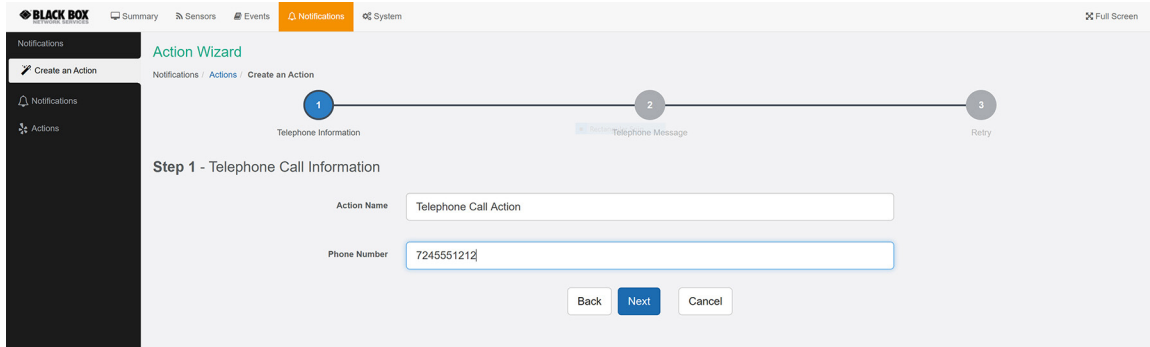 BLACK BOX Summary Sensors Events Notifications System Full Screen
NETWORK SERVICES
Notifications
Create an Action
Notifications
Actions
Action Wizard
Notifications / Actions / Create an Action
1 2 3
Telephone Information Telephone Message Retry
Step 1 - Telephone Call Information
Action Name Telephone Call Action
Phone Number 7245551212
Back Next Cancel